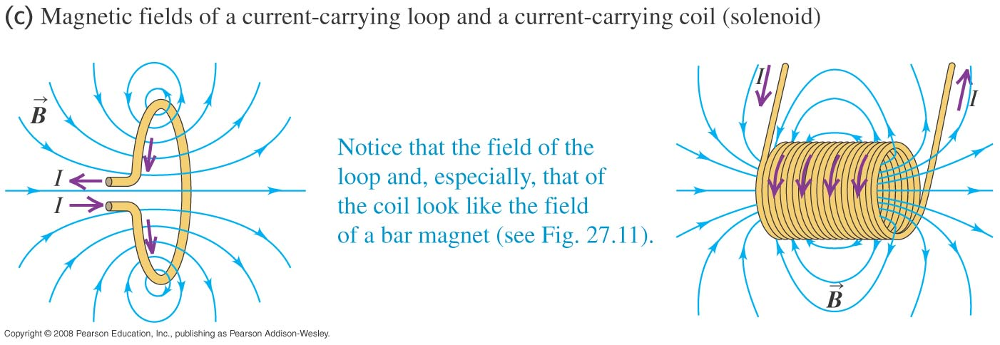 (c) Magnetic fields of a current-carrying loop and a current-carrying coil (solenoid)
B
I
I
Notice that the field of the
loop and, especially, that of
the coil look like the field
of a bar magnet (see Fig. 27.11).
I
I
B
Copyright © 2008 Pearson Education, Inc., publishing as Pearson Addison-Wesley.